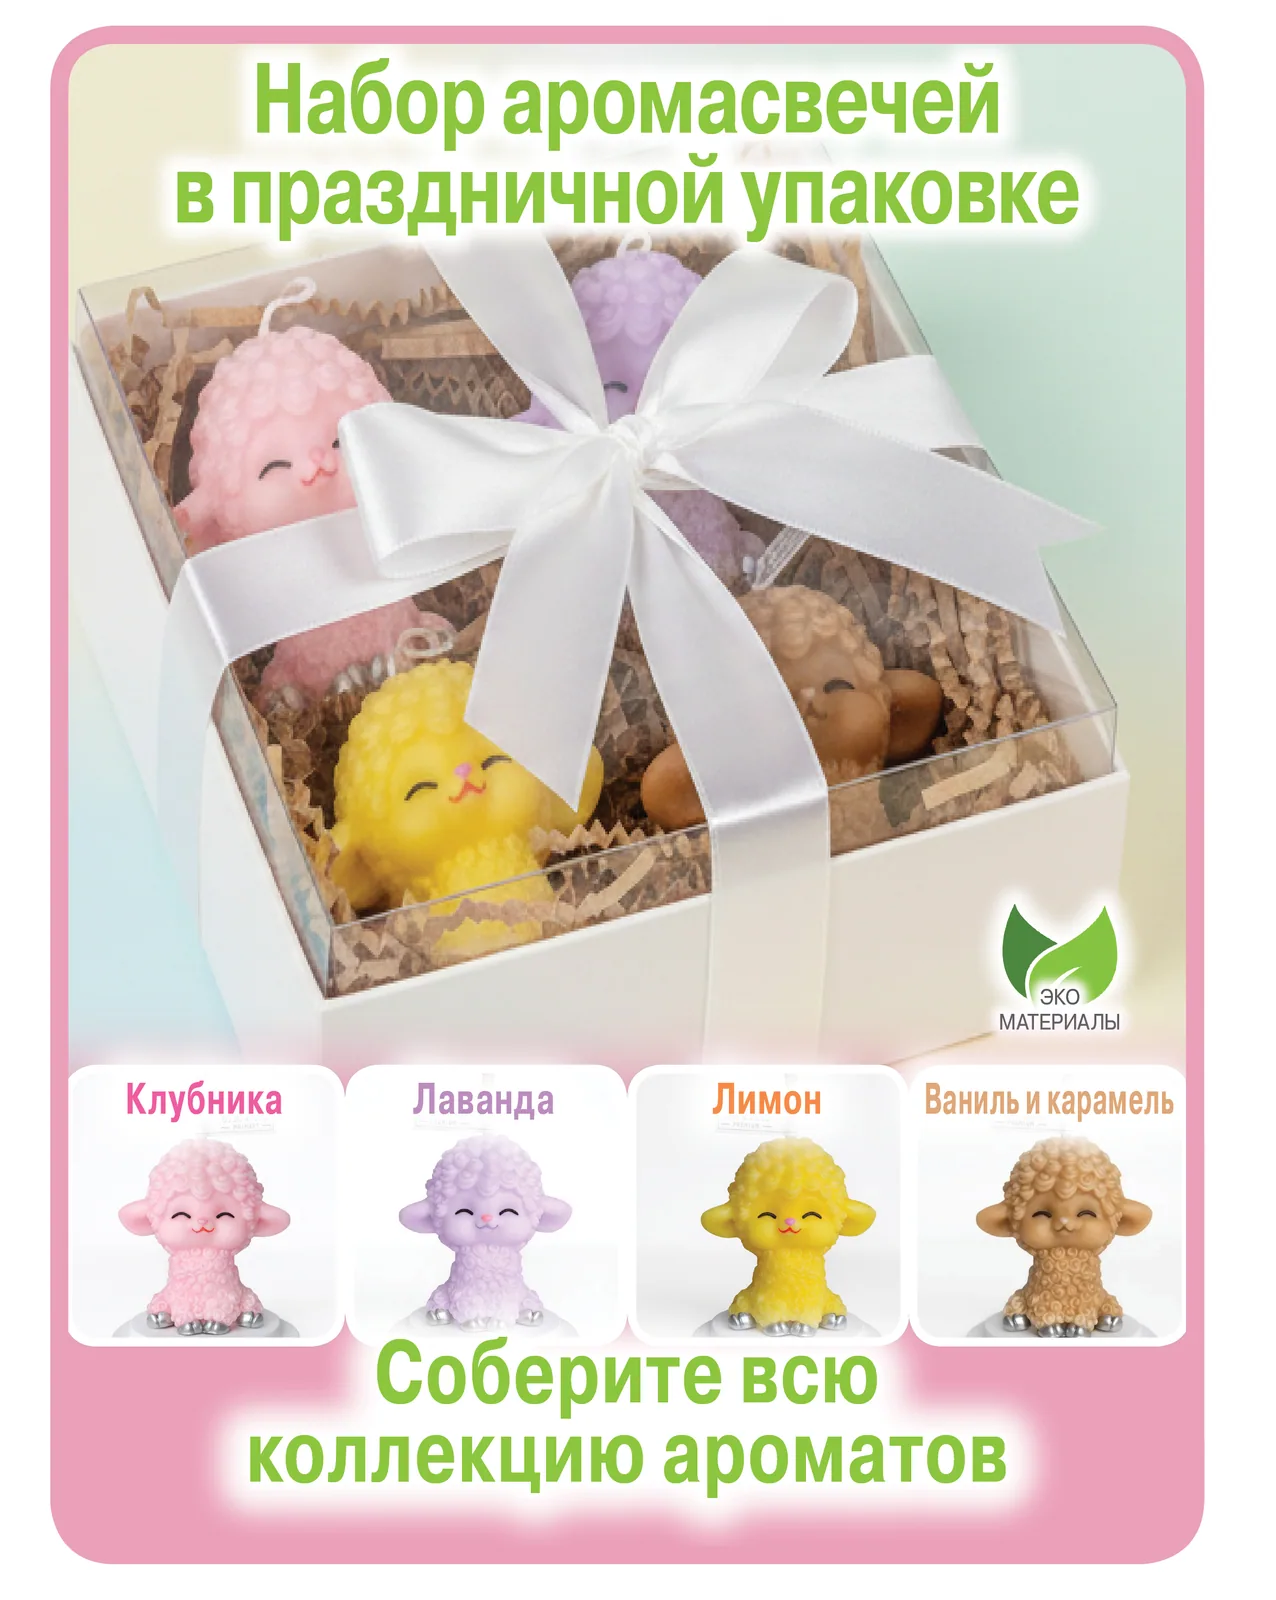 Набор аромасвечей
в праздничной упаковке
ЭКО
МАТЕРИАЛЫ
Клубника
Лаванда
Лимон
Ваниль и карамель
Соберите всю
коллекцию ароматов